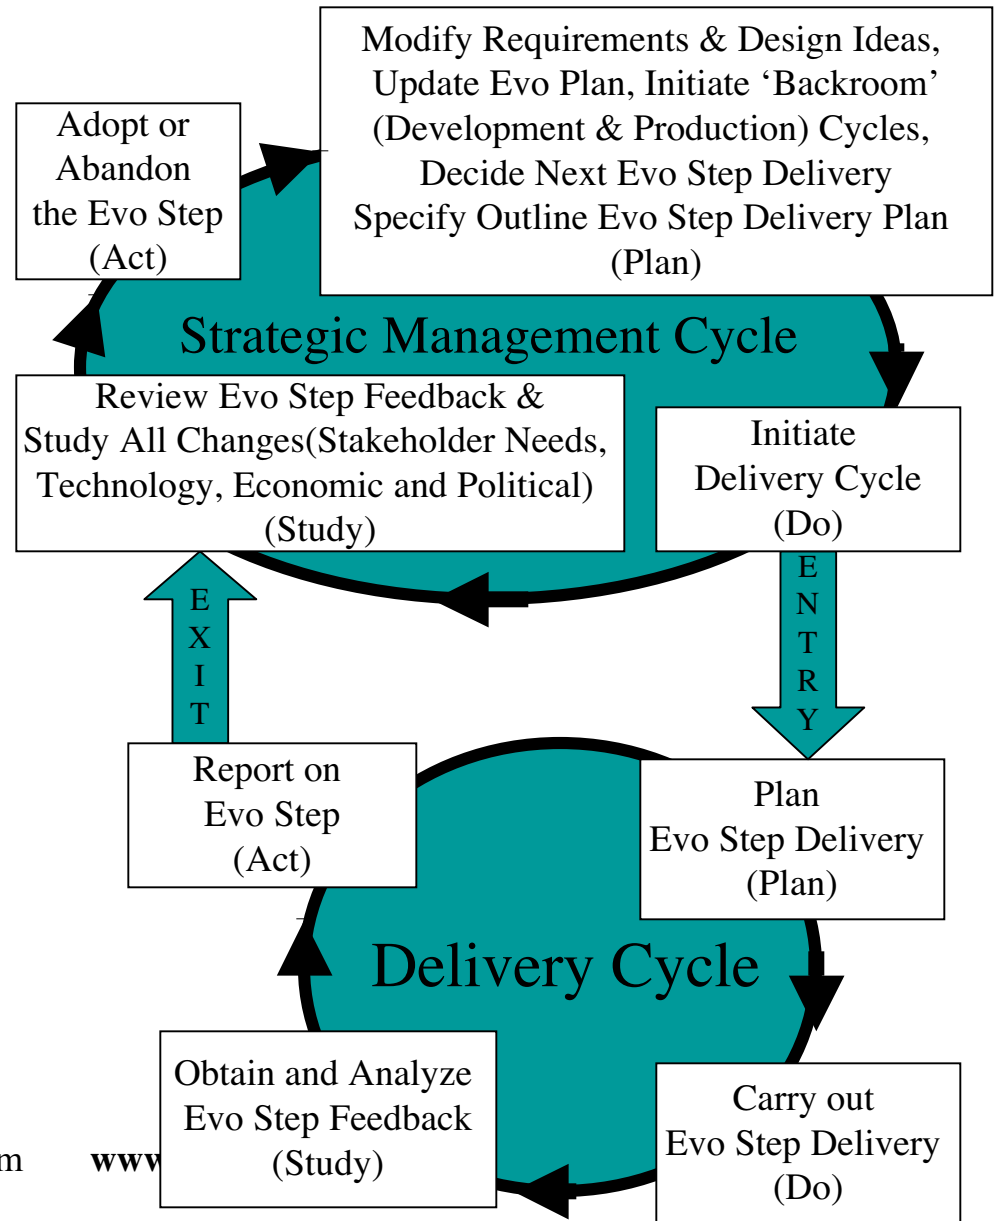 Modify Requirements & Design Ideas,
Update Evo Plan, Initiate ‘Backroom’
(Development & Production) Cycles,
Decide Next Evo Step Delivery
Specify Outline Evo Step Delivery Plan
(Plan)
Adopt or
Abandon
the Evo Step
(Act)
Strategic Management Cycle
Review Evo Step Feedback &
Study All Changes(Stakeholder Needs,
Technology, Economic and Political)
(Study)
Initiate
Delivery Cycle
(Do)
E
X
I
T
E
N
T
R
Y
Report on
Evo Step
(Act)
Plan
Evo Step Delivery
(Plan)
Delivery Cycle
Obtain and Analyze
Evo Step Feedback
(Study)
Carry out
Evo Step Delivery
(Do)
m www